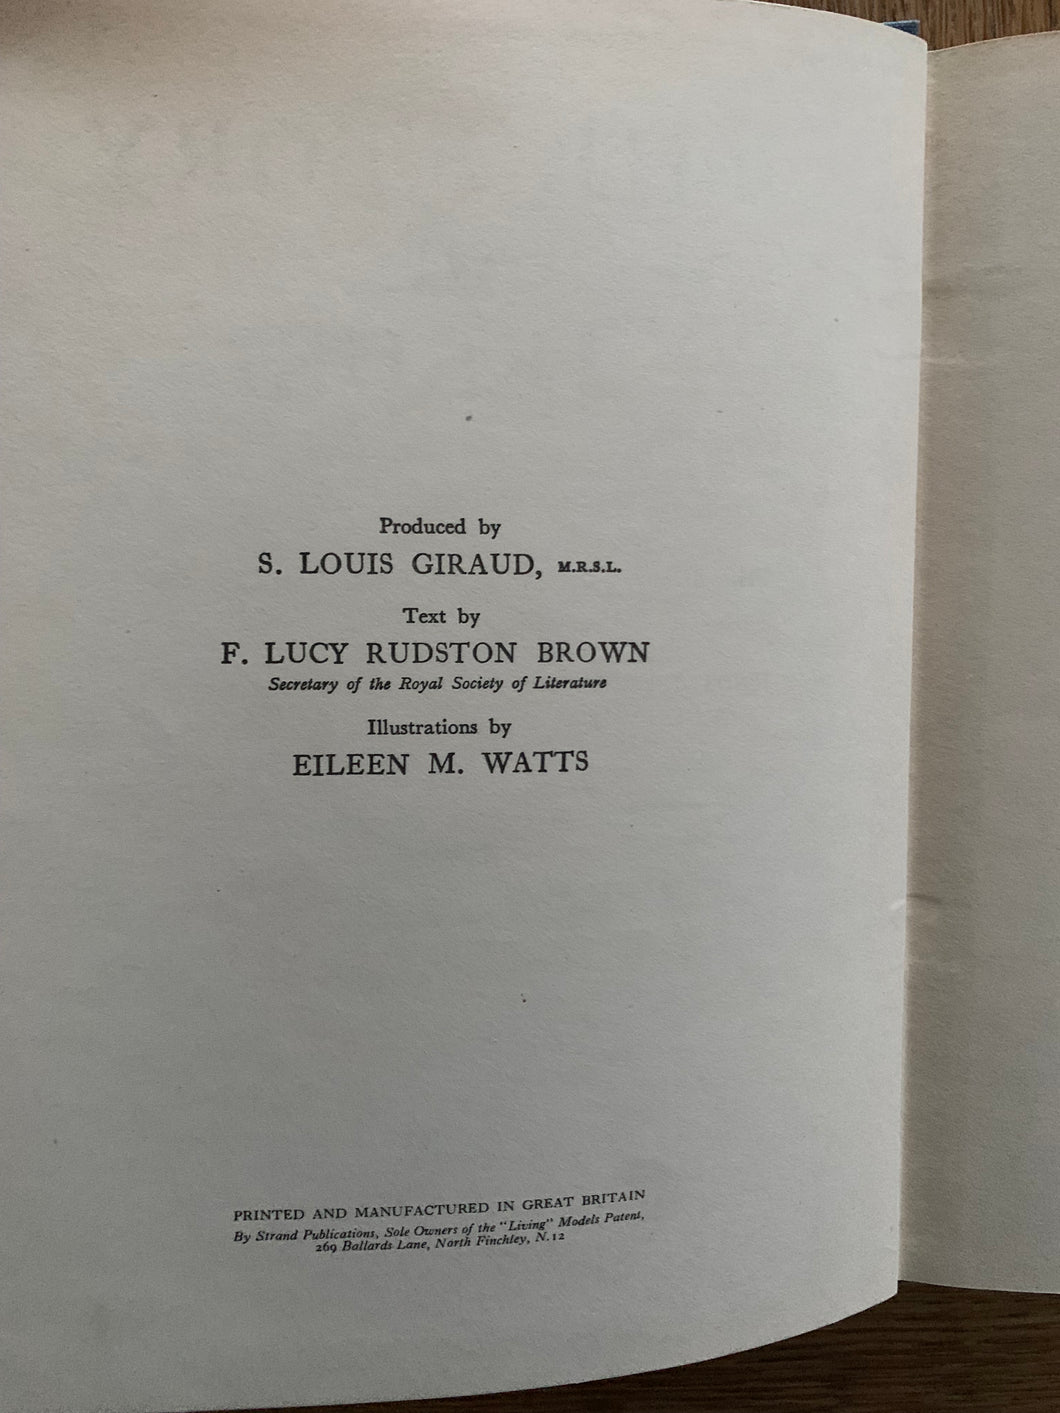 Produced by
S. LOUIS GIRAUD, M.R.S.L.
Text by
F. LUCY RUDSTON BROWN
Secretary of the Royal Society of Literature
Illustrations by
EILEEN M. WATTS
PRINTED AND MANUFACTURED IN GREAT BRITAIN
By Strand Publications, Sole Owners of the "Living" Models Patent,
269 Ballards Lane, North Finchley, N.12